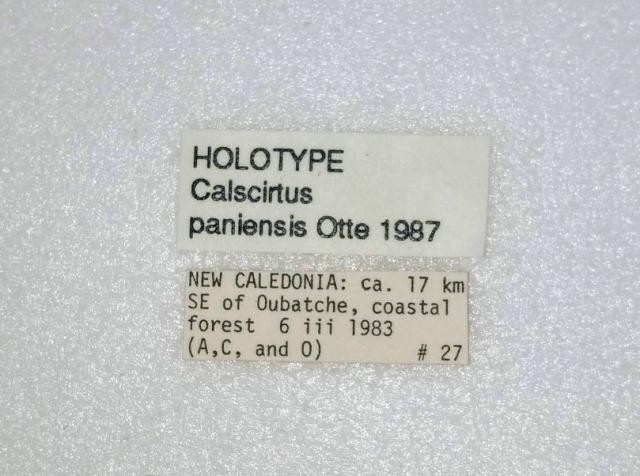 HOLOTYPE
Calscirtus
paniensis Otte 1987
NEW CALEDONIA: ca. 17 km
SE of Oubatche, coastal
forest 6 iii 1983
(A,C, and O) # 27